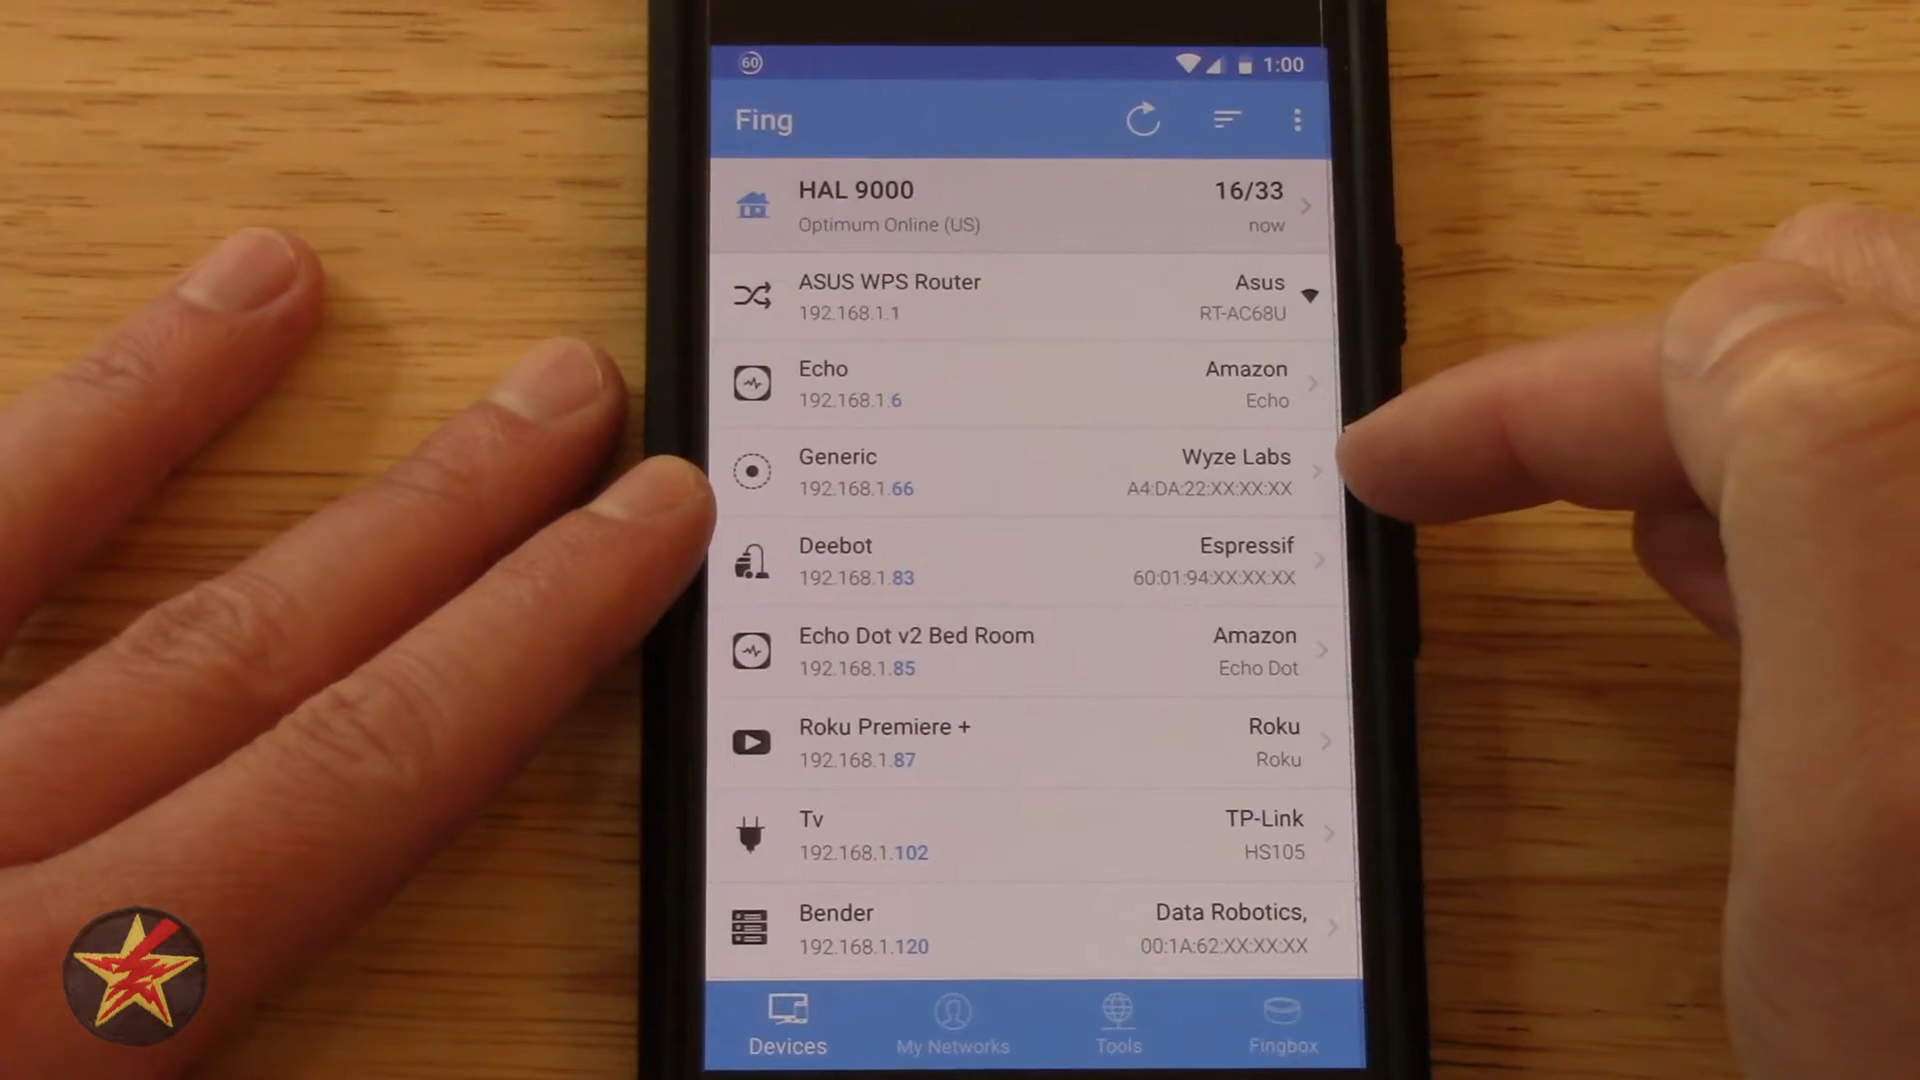 60 1:00
Fing
HAL 9000 16/33
Optimum Online (US) now
ASUS WPS Router Asus
192.168.1.1 RT-AC68U
Echo Amazon
192.168.1.6 Echo
Generic Wyze Labs
192.168.1.66 A4:DA:22:XX:XX:XX
Deebot Espressif
192.168.1.83 60:01:94:XX:XX:XX
Echo Dot v2 Bed Room Amazon
192.168.1.85 Echo Dot
Roku Premiere + Roku
192.168.1.87 Roku
Tv TP-Link
192.168.1.102 HS105
Bender Data Robotics,
192.168.1.120 00:1A:62:XX:XX:XX
Devices My Networks Tools Fingbox